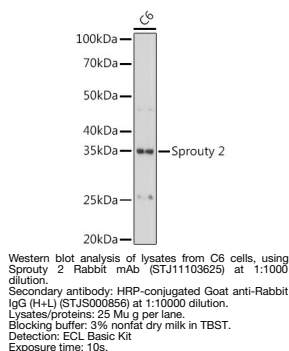 C6
100kDa
70kDa
50kDa
40kDa
35kDa
Sprouty 2
25kDa
20kDa
Western blot analysis of lysates from C6 cells, using
Sprouty 2 Rabbit mAb (STJ11103625) at 1:1000
dilution.
Secondary antibody: HRP-conjugated Goat anti-Rabbit
IgG (H+L) (STJS000856) at 1:10000 dilution.
Lysates/proteins: 25 Mu g per lane.
Blocking buffer: 3% nonfat dry milk in TBST.
Detection: ECL Basic Kit
Exposure time: 10s.